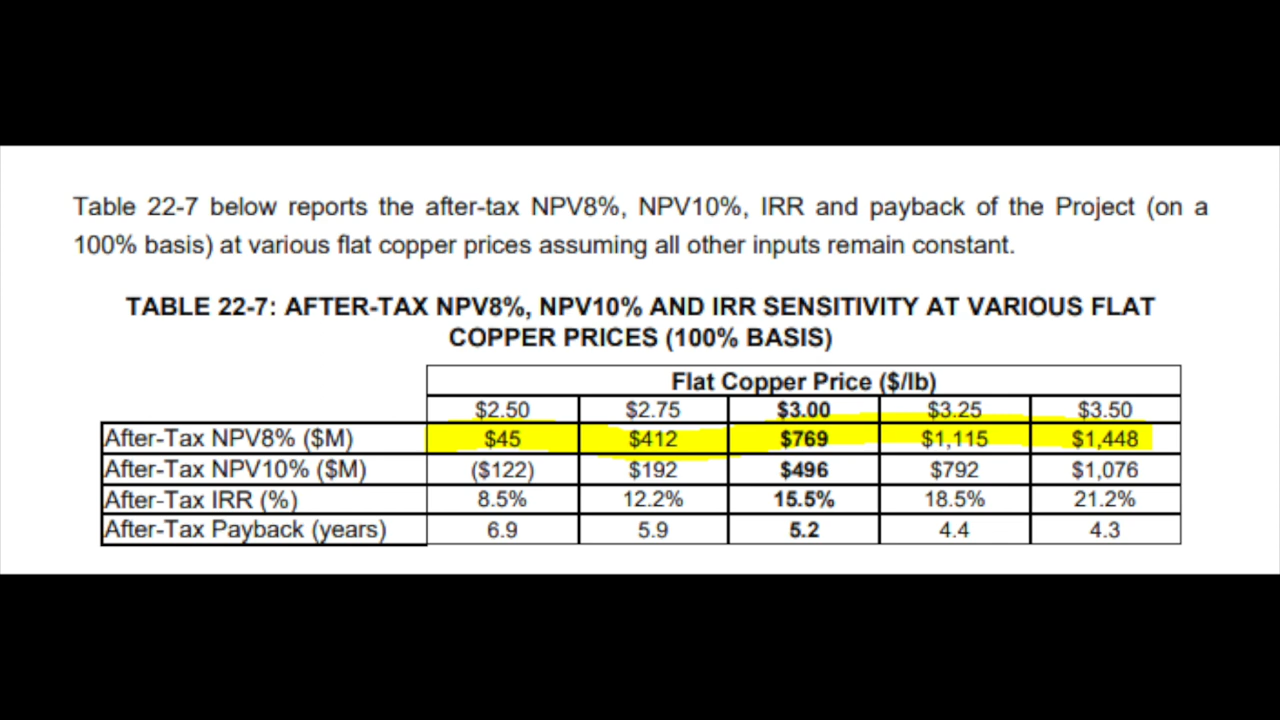 Table 22-7 below reports the after-tax NPV8%, NPV10%, IRR and payback of the Project (on a
100% basis) at various flat copper prices assuming all other inputs remain constant.
TABLE 22-7: AFTER-TAX NPV8%, NPV10% AND IRR SENSITIVITY AT VARIOUS FLAT
COPPER PRICES (100% BASIS)
Flat Copper Price ($/lb)
$2.50 $2.75 $3.00 $3.25 $3.50
After-Tax NPV8% ($M) $45 $412 $769 $1,115 $1,448
After-Tax NPV10% ($M) ($122) $192 $496 $792 $1,076
After-Tax IRR (%) 8.5% 12.2% 15.5% 18.5% 21.2%
After-Tax Payback (years) 6.9 5.9 5.2 4.4 4.3